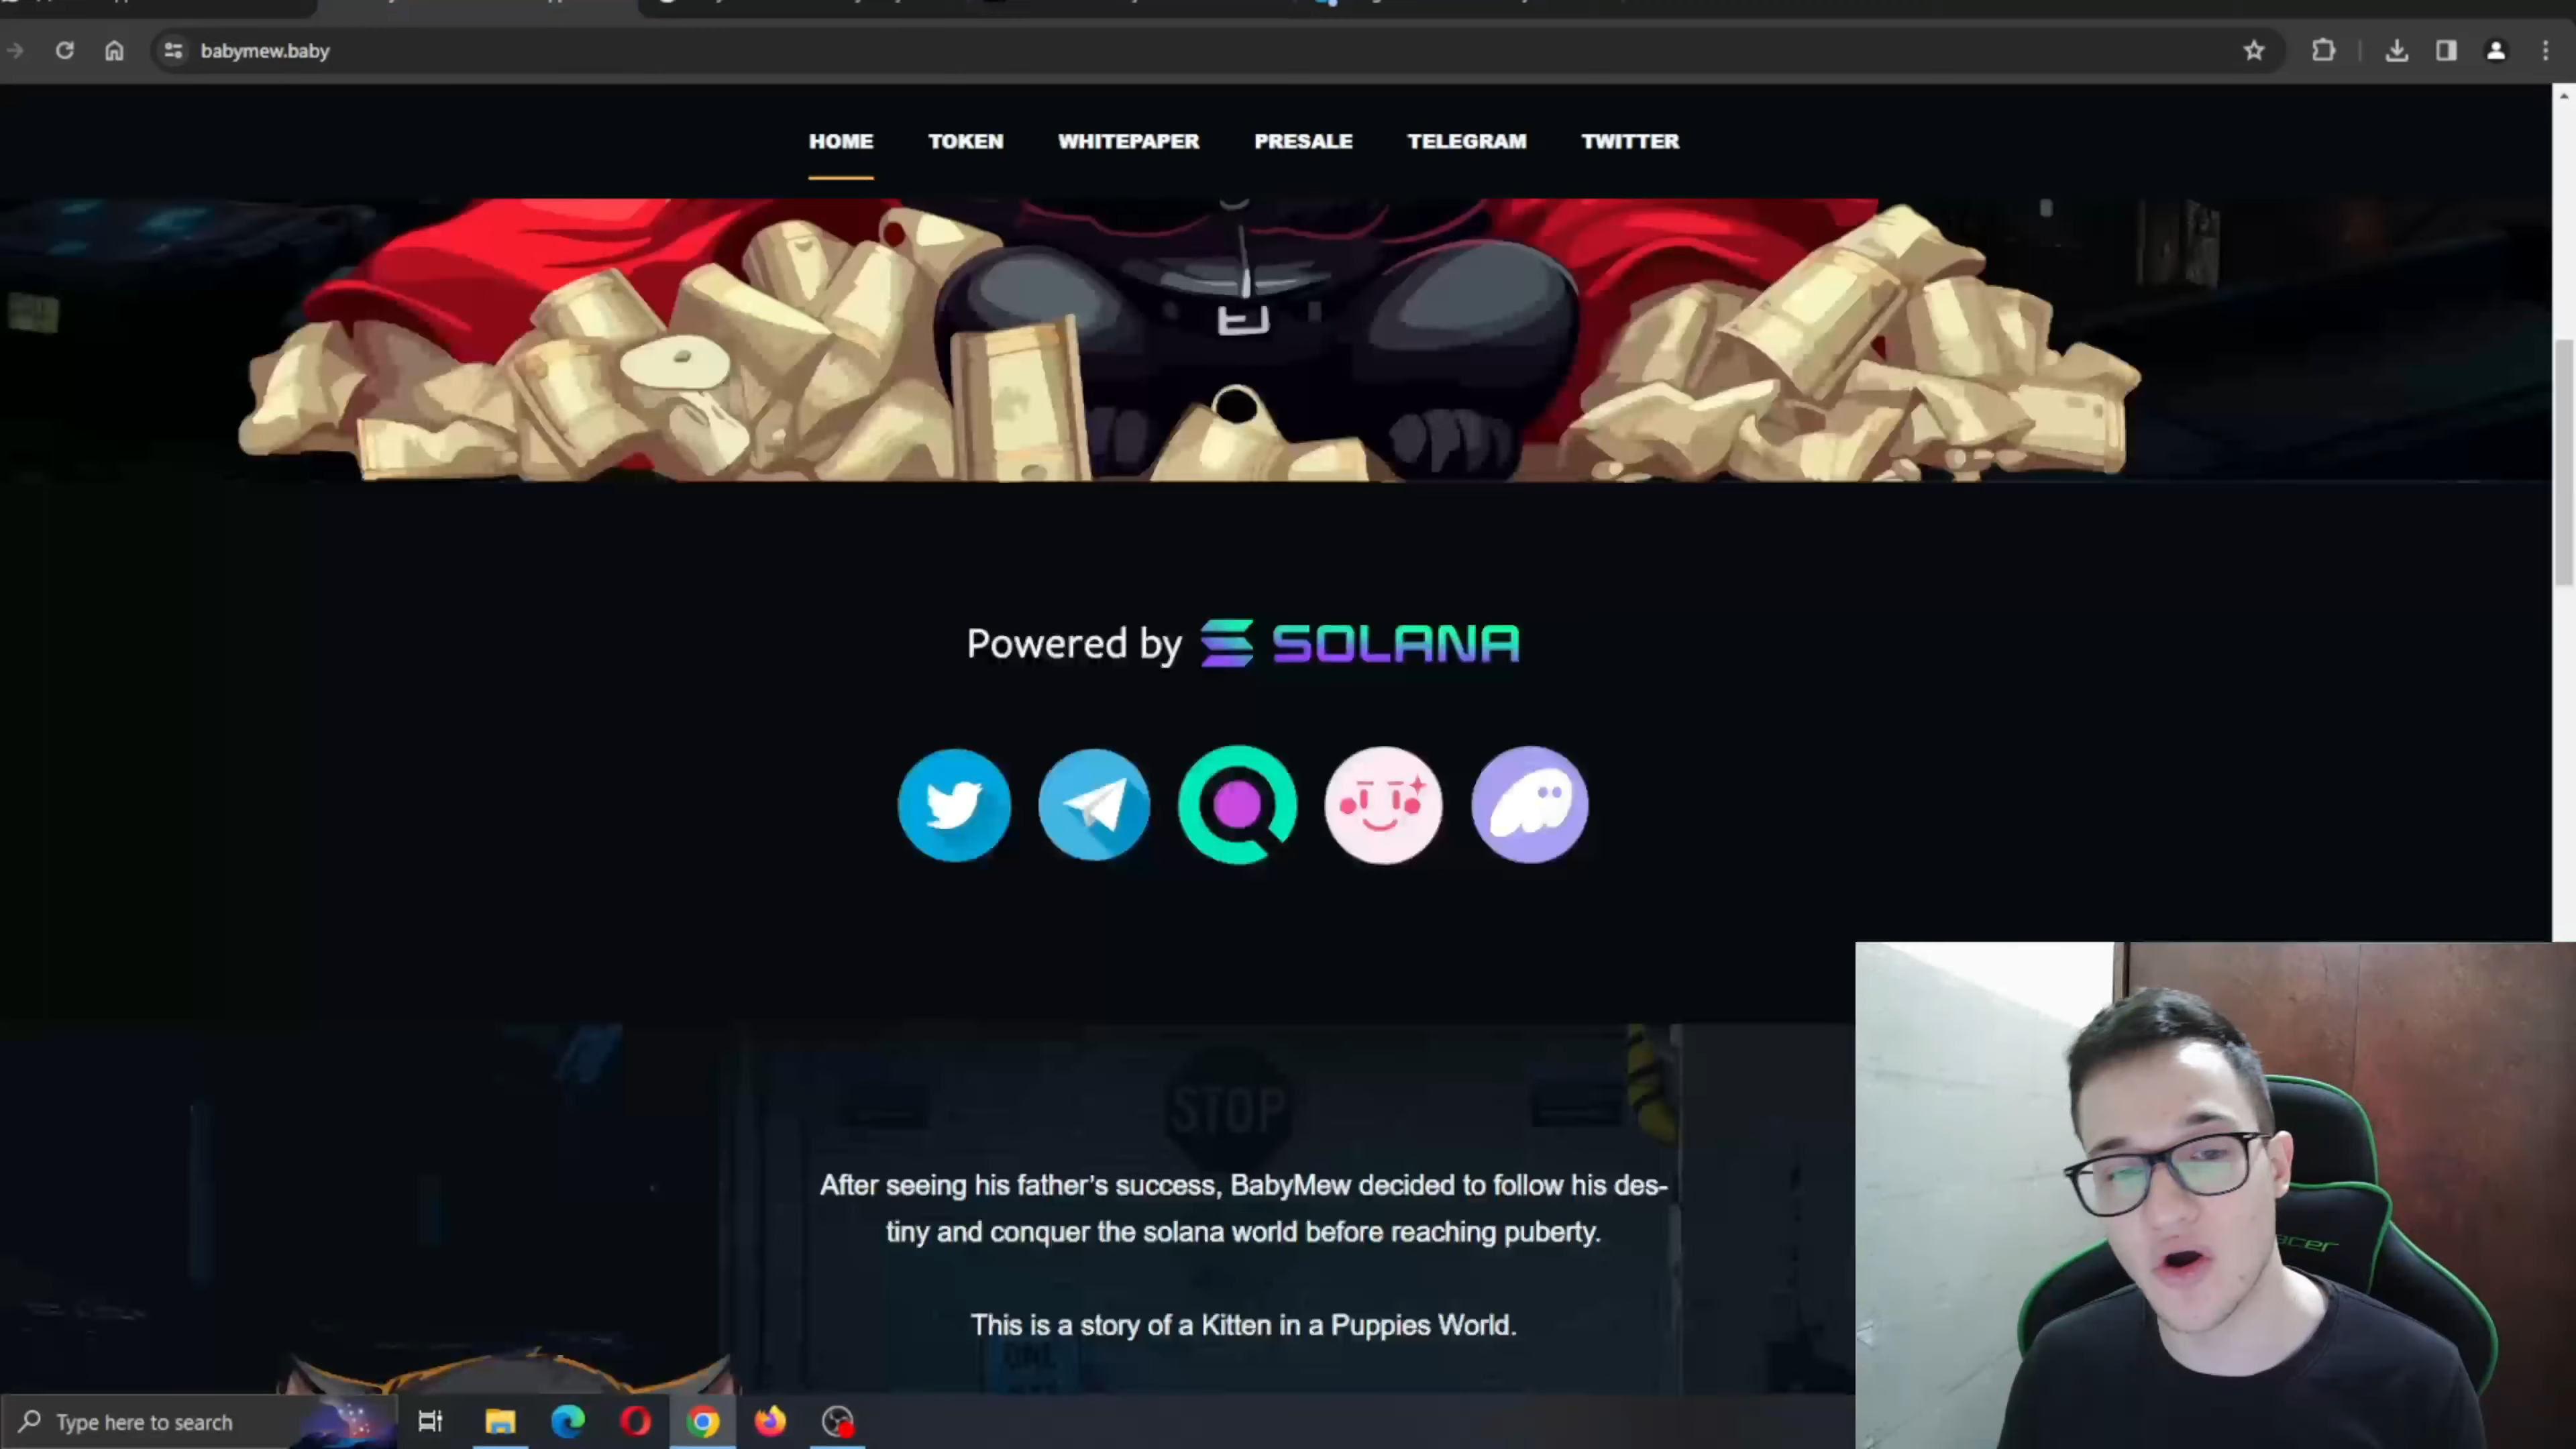 babymew.baby
HOME TOKEN WHITEPAPER PRESALE TELEGRAM TWITTER
Powered by SOLANA
STOP
After seeing his father's success, BabyMew decided to follow his des-
tiny and conquer the solana world before reaching puberty.
This is a story of a Kitten in a Puppies World.
Type here to search